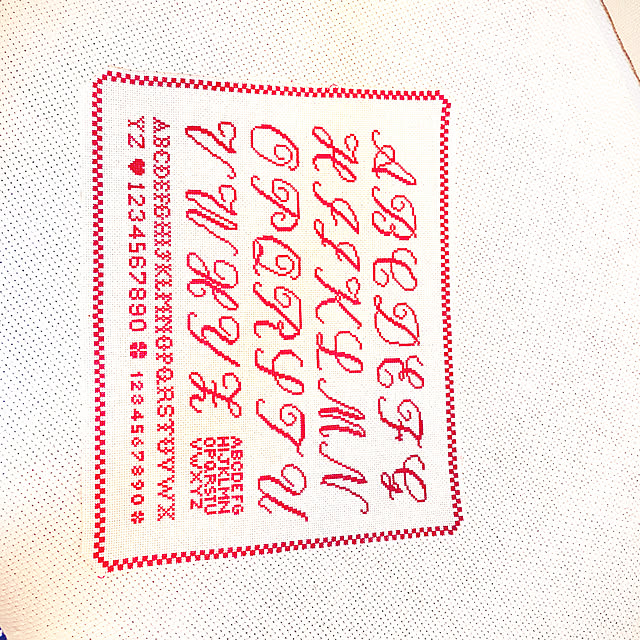 A B C D E F G
H I J K L M N
O P Q R S T U
V W X Y Z
ABCDEFG
HIJKLMN
OPQRSTU
VWXYZ
ABCDEFGHIJKLMNOPQRSTUVWX
YZ ♥ 1234567890 1234567890